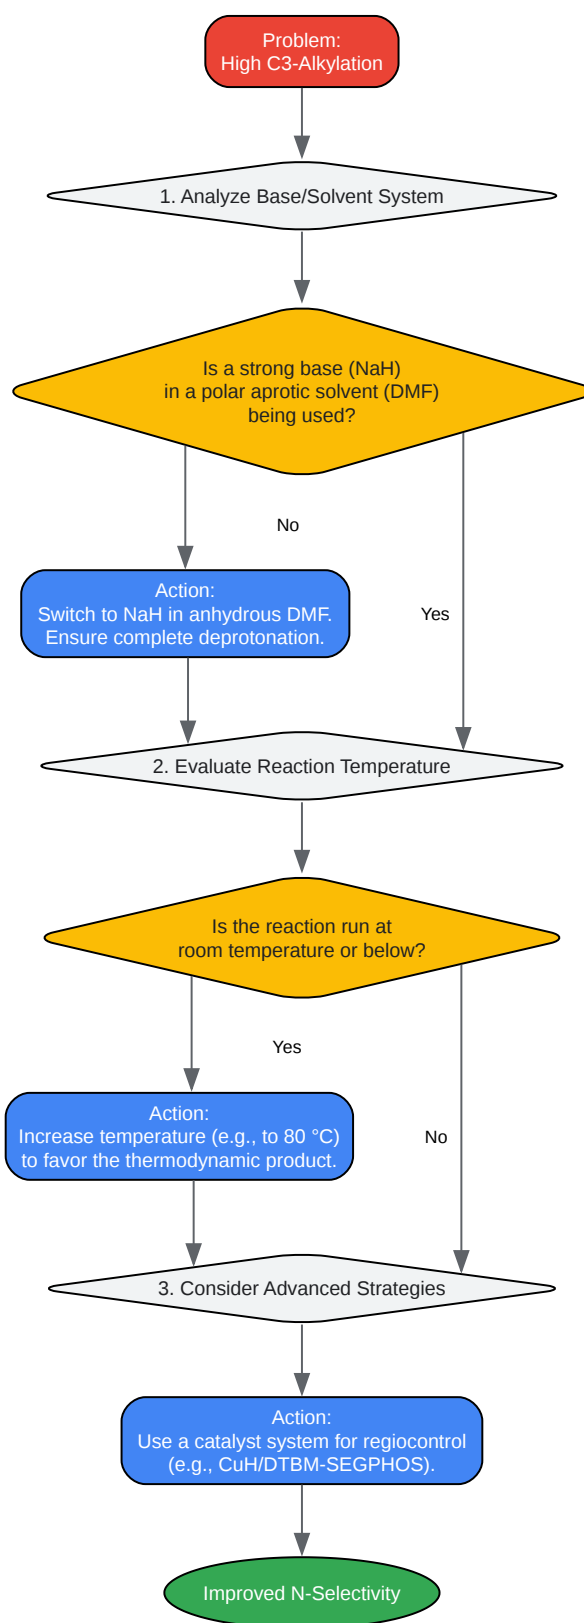 Problem:
High C3-Alkylation
1. Analyze Base/Solvent System
Is a strong base (NaH)
in a polar aprotic solvent (DMF)
being used?
No
Action:
Switch to NaH in anhydrous DMF.
Ensure complete deprotonation.
Yes
2. Evaluate Reaction Temperature
Is the reaction run at
room temperature or below?
Yes
Action:
Increase temperature (e.g., to 80 °C)
to favor the thermodynamic product.
No
3. Consider Advanced Strategies
Action:
Use a catalyst system for regiocontrol
(e.g., CuH/DTBM-SEGPHOS).
Improved N-Selectivity